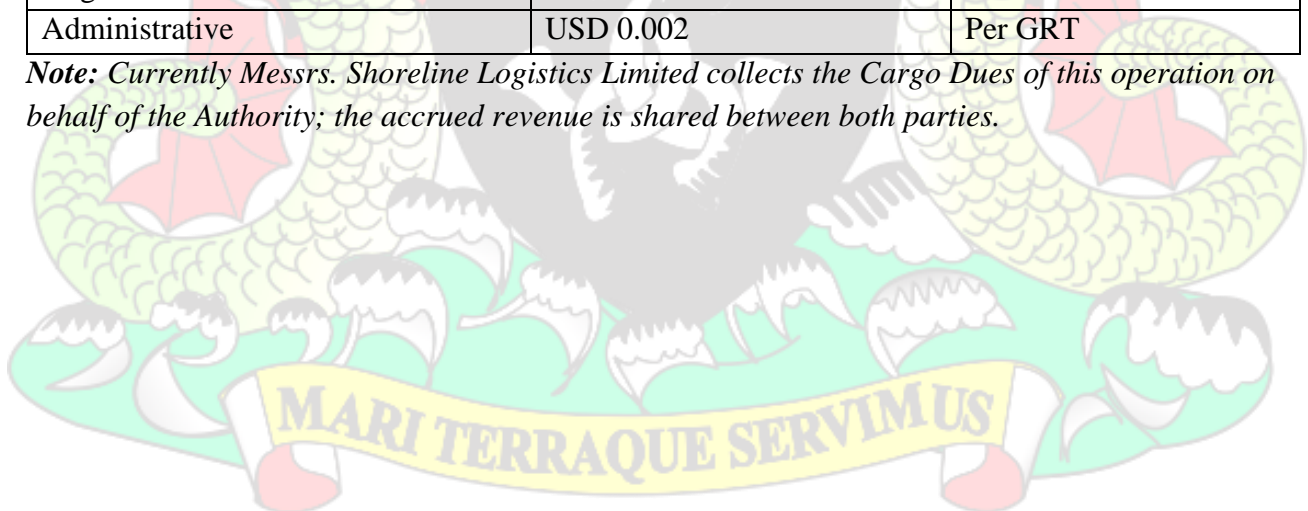 Administrative USD 0.002 Per GRT
Note: Currently Messrs. Shoreline Logistics Limited collects the Cargo Dues of this operation on
behalf of the Authority; the accrued revenue is shared between both parties.
MARI TERRAQUE SERVIMUS